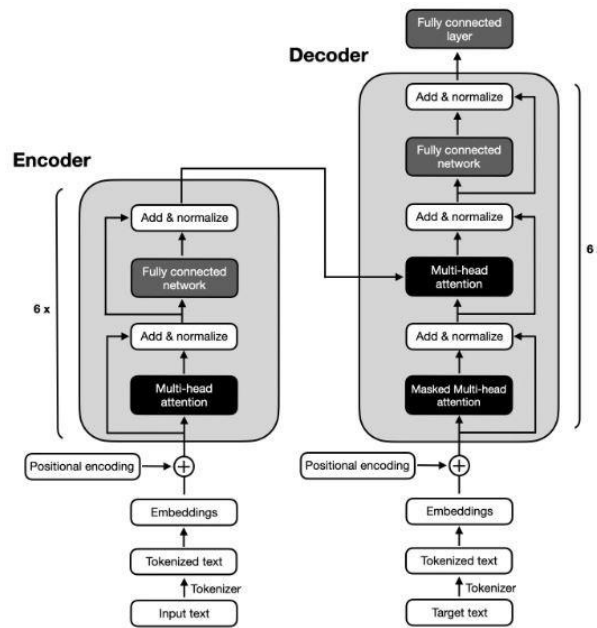 Fully connected
layer
Decoder
Add & normalize
Fully connected
network
Add & normalize
Multi-head
attention
Add & normalize
Masked Multi-head
attention
6
Positional encoding
+
Embeddings
Tokenized text
Tokenizer
Target text
Encoder
Add & normalize
Fully connected
network
6 x
Add & normalize
Multi-head
attention
Positional encoding
+
Embeddings
Tokenized text
Tokenizer
Input text